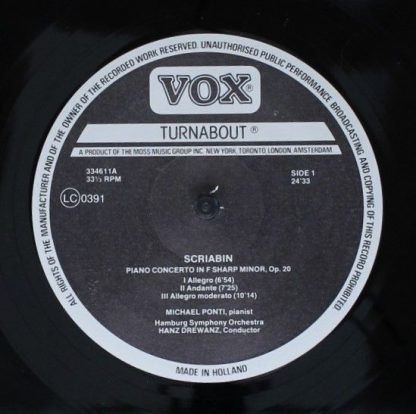 ALL RIGHTS OF THE MANUFACTURER AND OF THE OWNER OF THE RECORDED WORK RESERVED. UNAUTHORISED PUBLIC PERFORMANCE BROADCASTING AND COPYING OF THIS RECORD PROHIBITED
VOX®
TURNABOUT®
A PRODUCT OF THE MOSS MUSIC GROUP INC. NEW YORK, TORONTO, LONDON, AMSTERDAM.
334611A SIDE 1
33⅓ RPM 24'33
LC 0391
SCRIABIN
PIANO CONCERTO IN F SHARP MINOR, Op. 20
I Allegro (6'54)
II Andante (7'25)
III Allegro moderato (10'14)
MICHAEL PONTI, pianist
Hamburg Symphony Orchestra
HANZ DREWANZ, Conductor
MADE IN HOLLAND